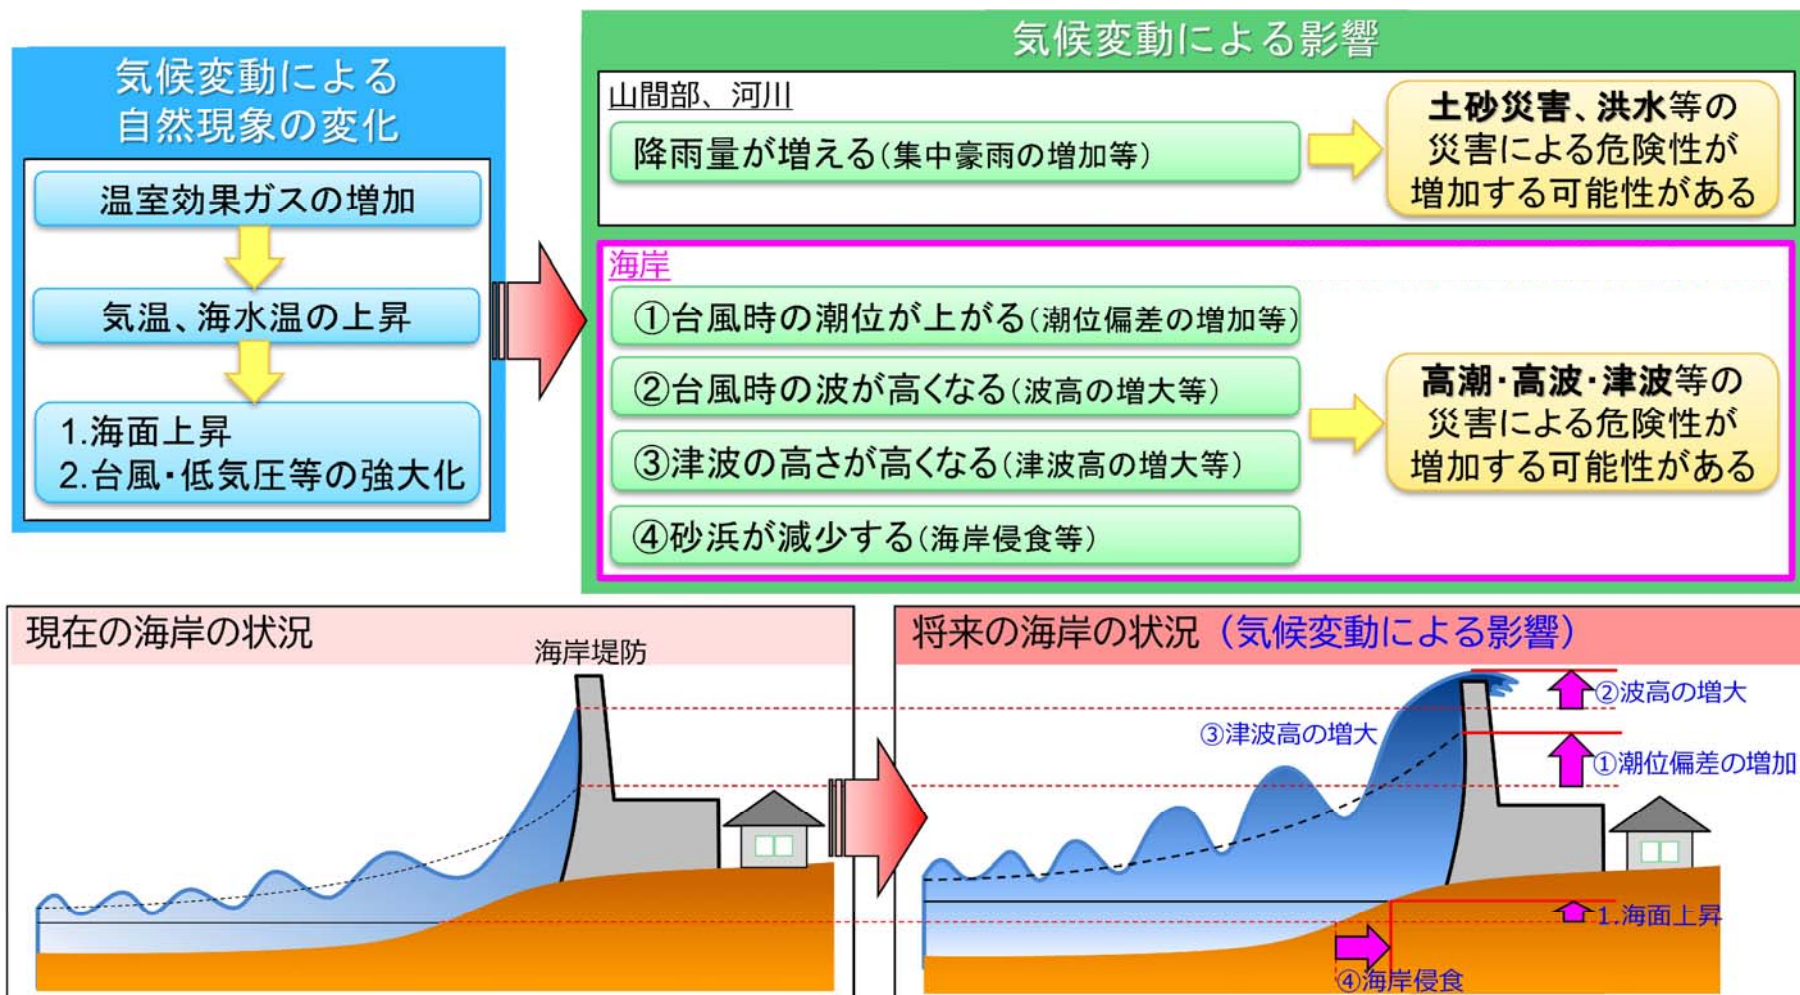 気候変動による
自然現象の変化
温室効果ガスの増加
気温、海水温の上昇
1.海面上昇
2.台風・低気圧等の強大化
気候変動による影響
山間部、河川
降雨量が増える(集中豪雨の増加等)
土砂災害、洪水等の
災害による危険性が
増加する可能性がある
海岸
①台風時の潮位が上がる(潮位偏差の増加等)
②台風時の波が高くなる(波高の増大等)
③津波の高さが高くなる(津波高の増大等)
④砂浜が減少する(海岸侵食等)
高潮・高波・津波等の
災害による危険性が
増加する可能性がある
現在の海岸の状況
海岸堤防
将来の海岸の状況(気候変動による影響)
②波高の増大
③津波高の増大
①潮位偏差の増加
1.海面上昇
④海岸侵食